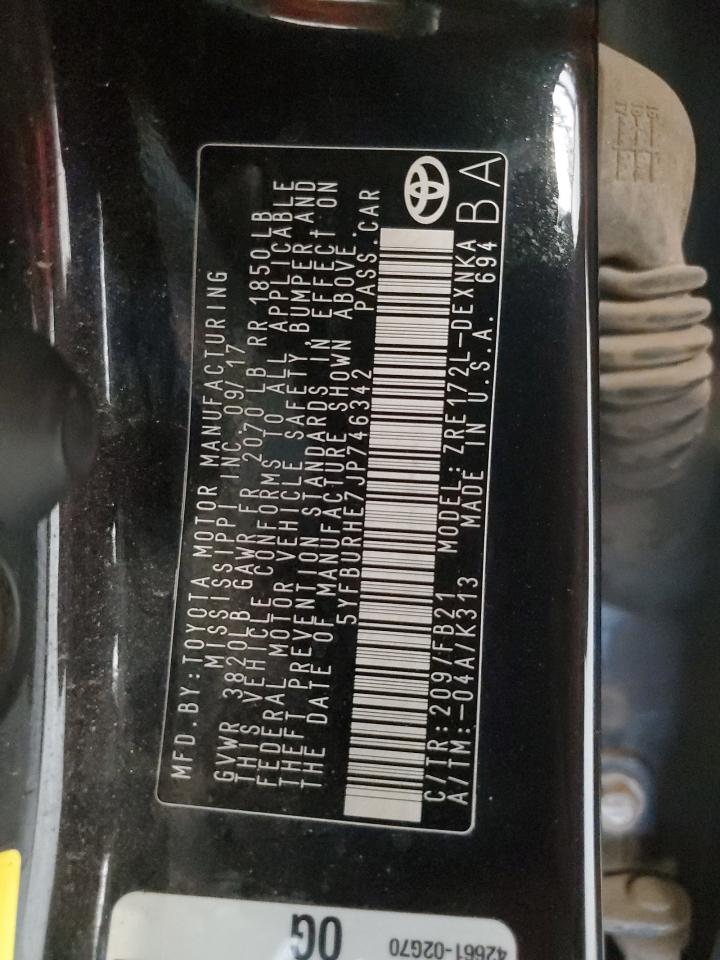 MFD.BY:TOYOTA MOTOR MANUFACTURING
MISSISSIPPI INC. 09/17
GVWR 3820LB GAWR FR 2070 LB RR 1850 LB
THIS VEHICLE CONFORMS TO ALL APPLICABLE
FEDERAL MOTOR VEHICLE SAFETY,BUMPER,AND
THEFT PREVENTION STANDARDS IN EFFECT ON
THE DATE OF MANUFACTURE SHOWN ABOVE.
5YFBURHE7JP746342 PASS.CAR
C/TR:209/FB21 MODEL:ZRE172L-DEXNKA
A/TM:-04A/K313 MADE IN U.S.A. 694 BA
0G
42661-02G70